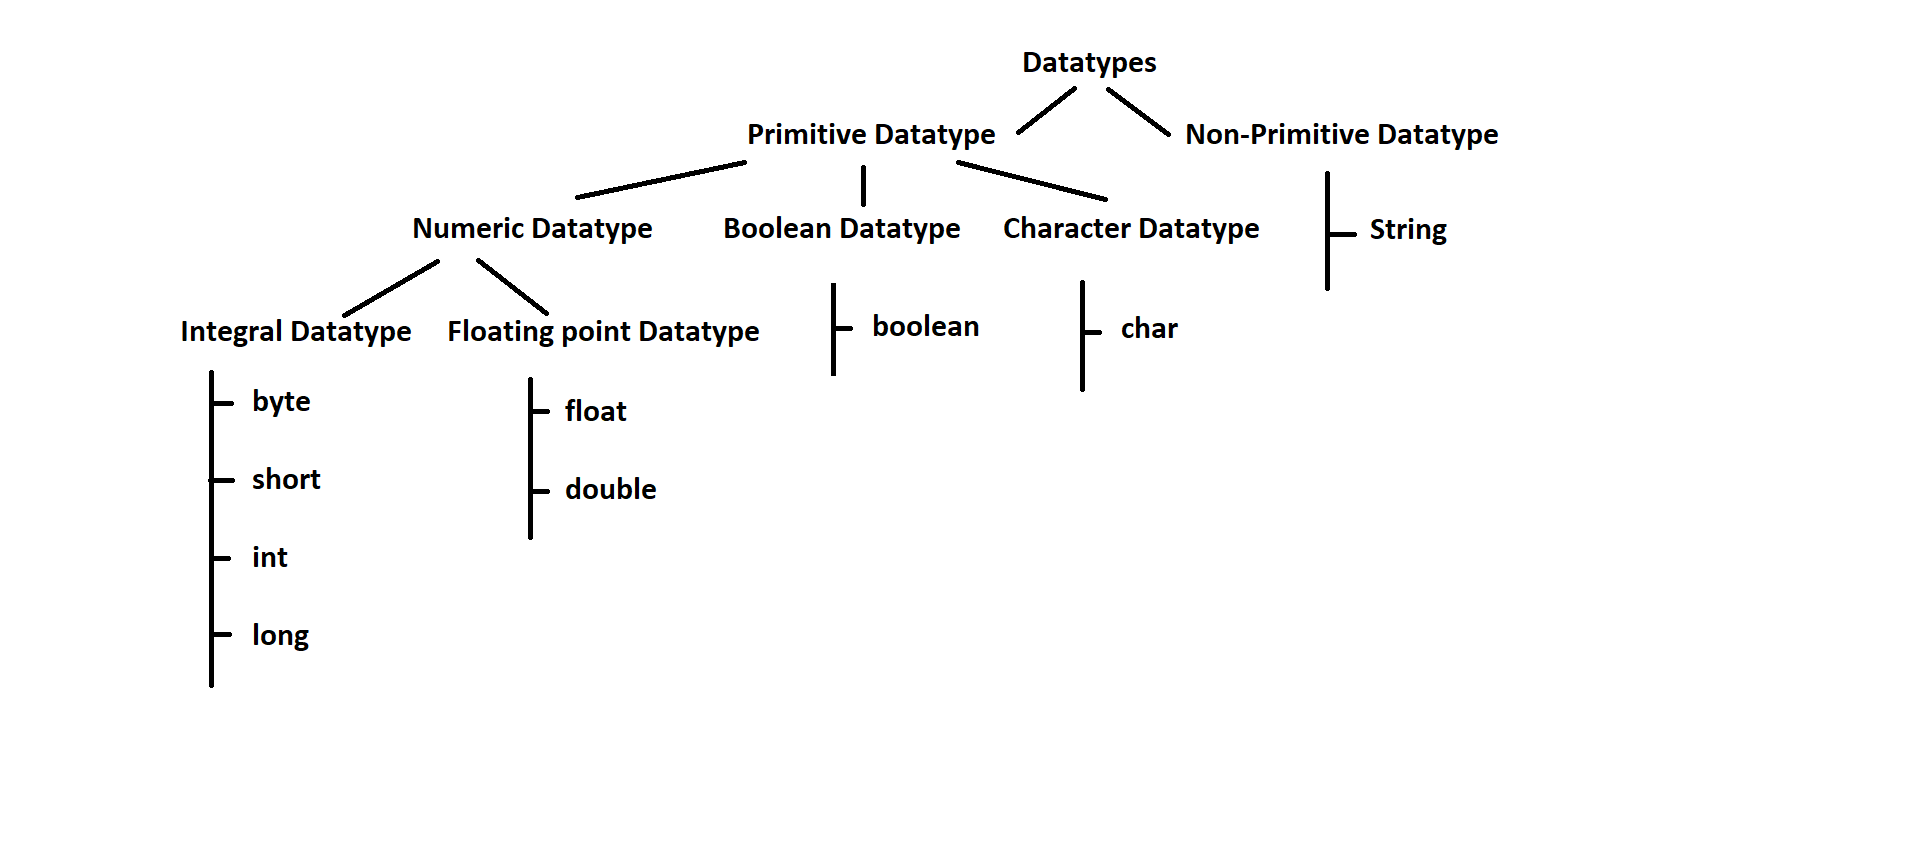 Datatypes
Primitive Datatype
Non-Primitive Datatype
Numeric Datatype
Boolean Datatype
Character Datatype
String
Integral Datatype
Floating point Datatype
boolean
char
byte
float
short
double
int
long